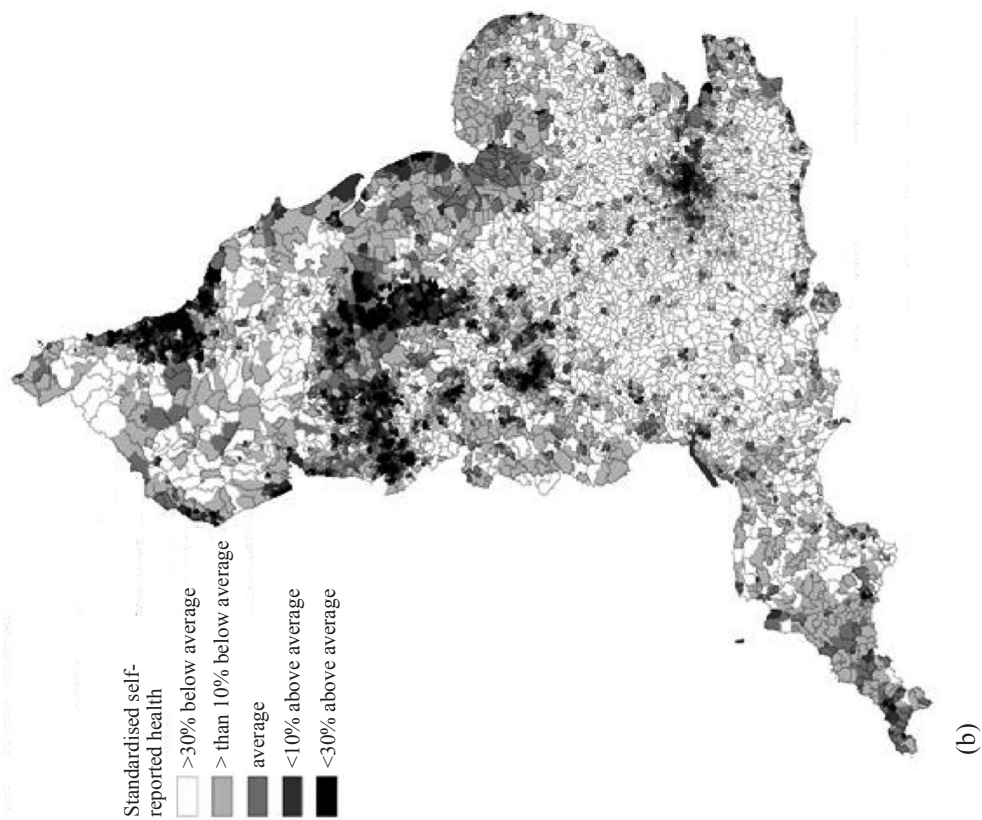 Standardised self-
reported health
>30% below average
> than 10% below average
average
<10% above average
<30% above average
(b)